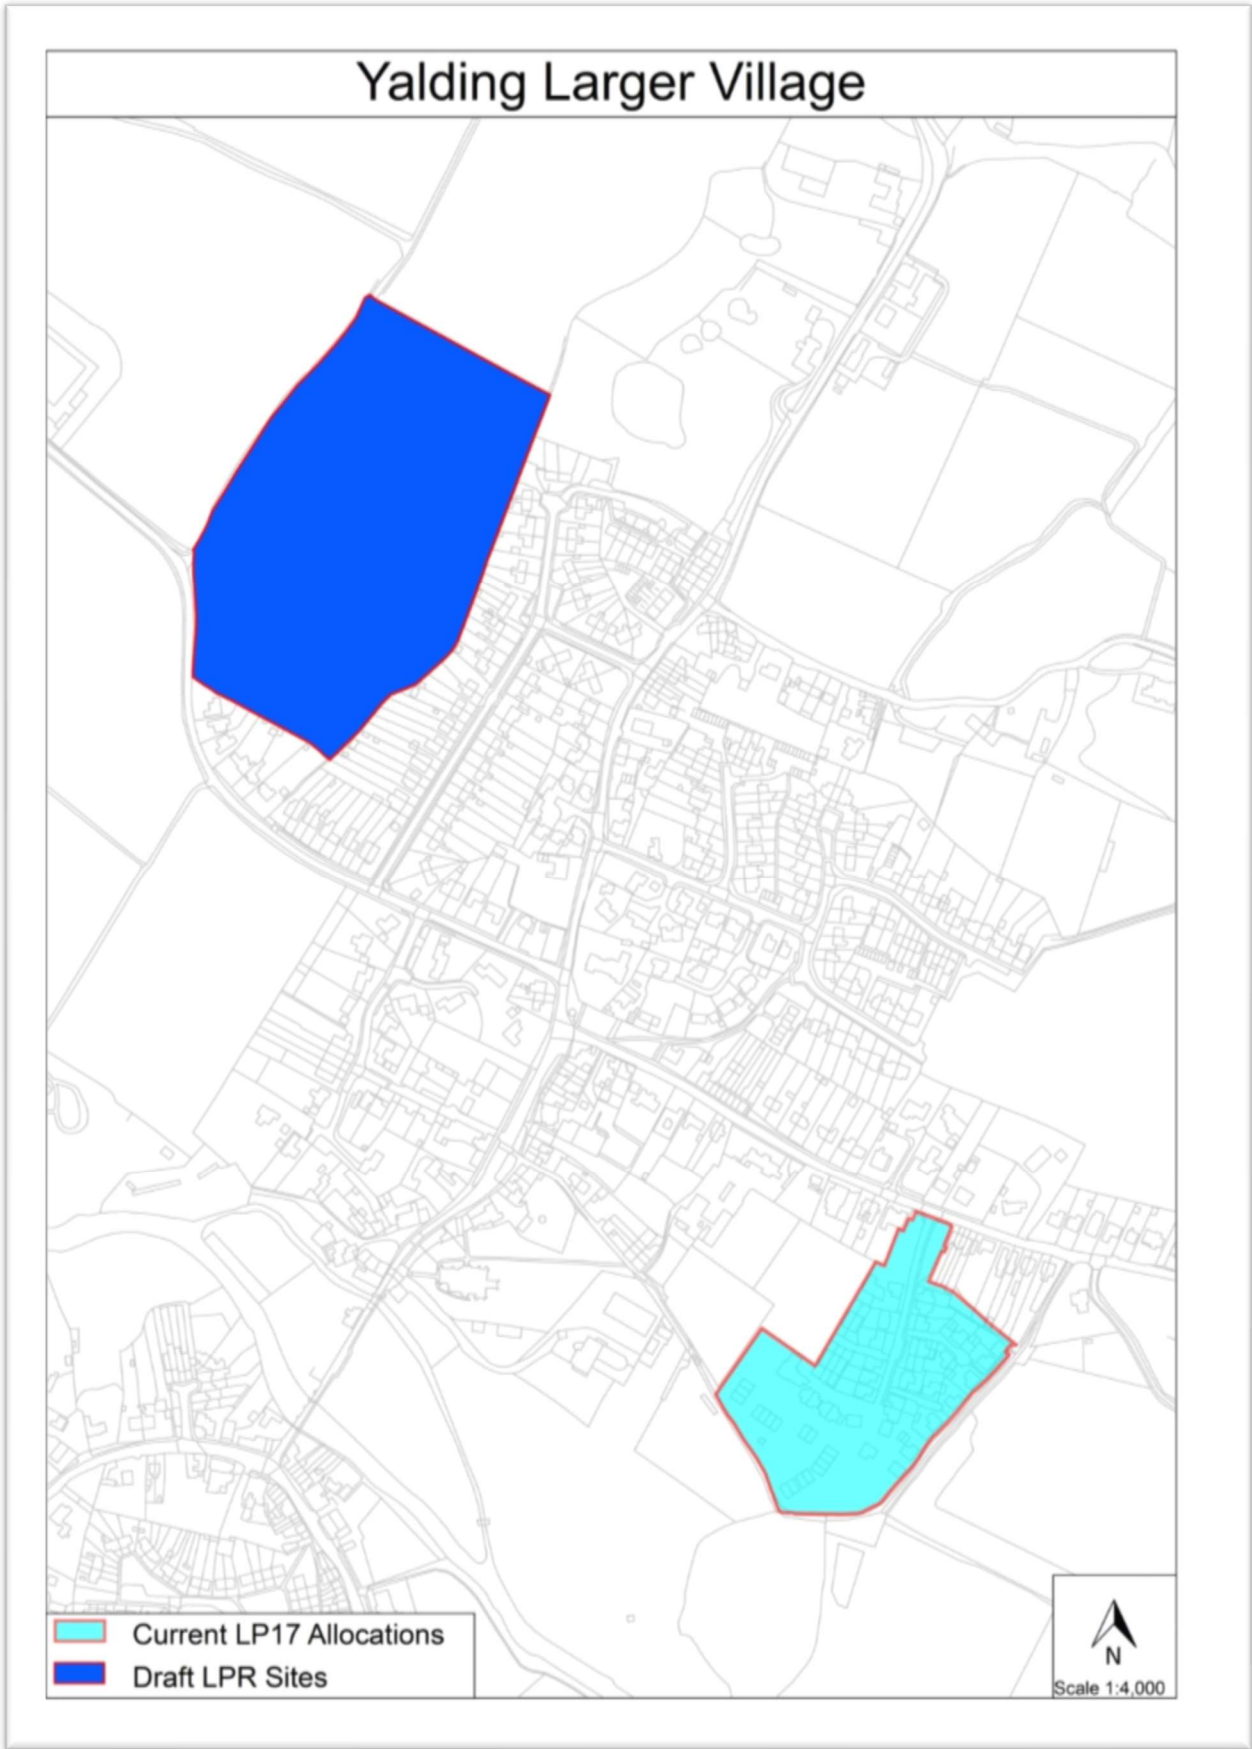 Yalding Larger Village
Current LP17 Allocations
Draft LPR Sites
N
Scale 1:4,000